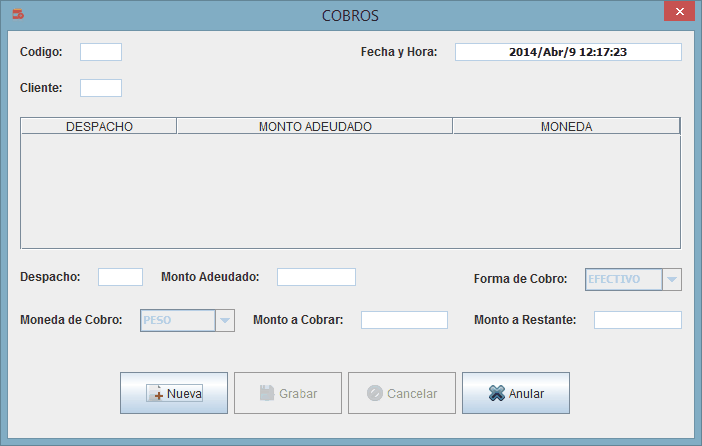 COBROS
Codigo: Fecha y Hora: 2014/Abr/9 12:17:23
Cliente:
DESPACHO MONTO ADEUDADO MONEDA
Despacho: Monto Adeudado: Forma de Cobro: EFECTIVO
Moneda de Cobro: PESO Monto a Cobrar: Monto a Restante:
Nueva Grabar Cancelar Anular